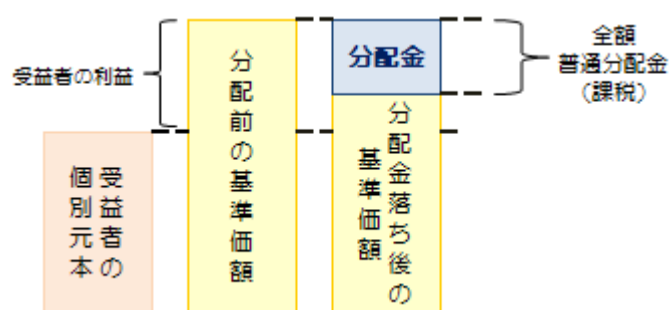 受益者の利益
受益者の
個別元本
分配前の基準価額
分配金
分配金落ち後の
基準価額
全額
普通分配金
(課税)